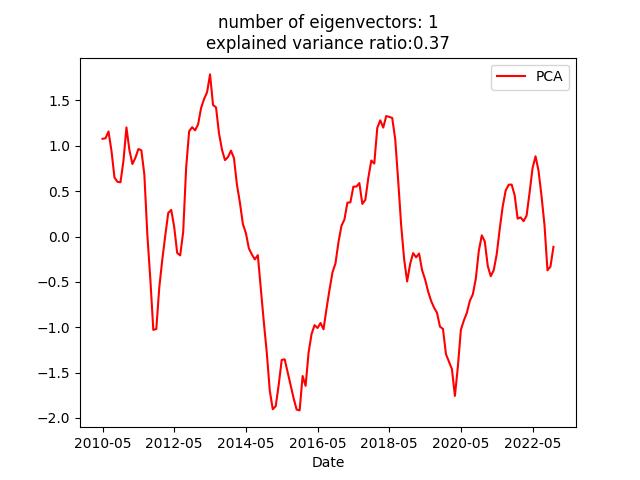 number of eigenvectors: 1
explained variance ratio:0.37
PCA
1.5
1.0
0.5
0.0
−0.5
−1.0
−1.5
−2.0
2010-05 2012-05 2014-05 2016-05 2018-05 2020-05 2022-05
Date